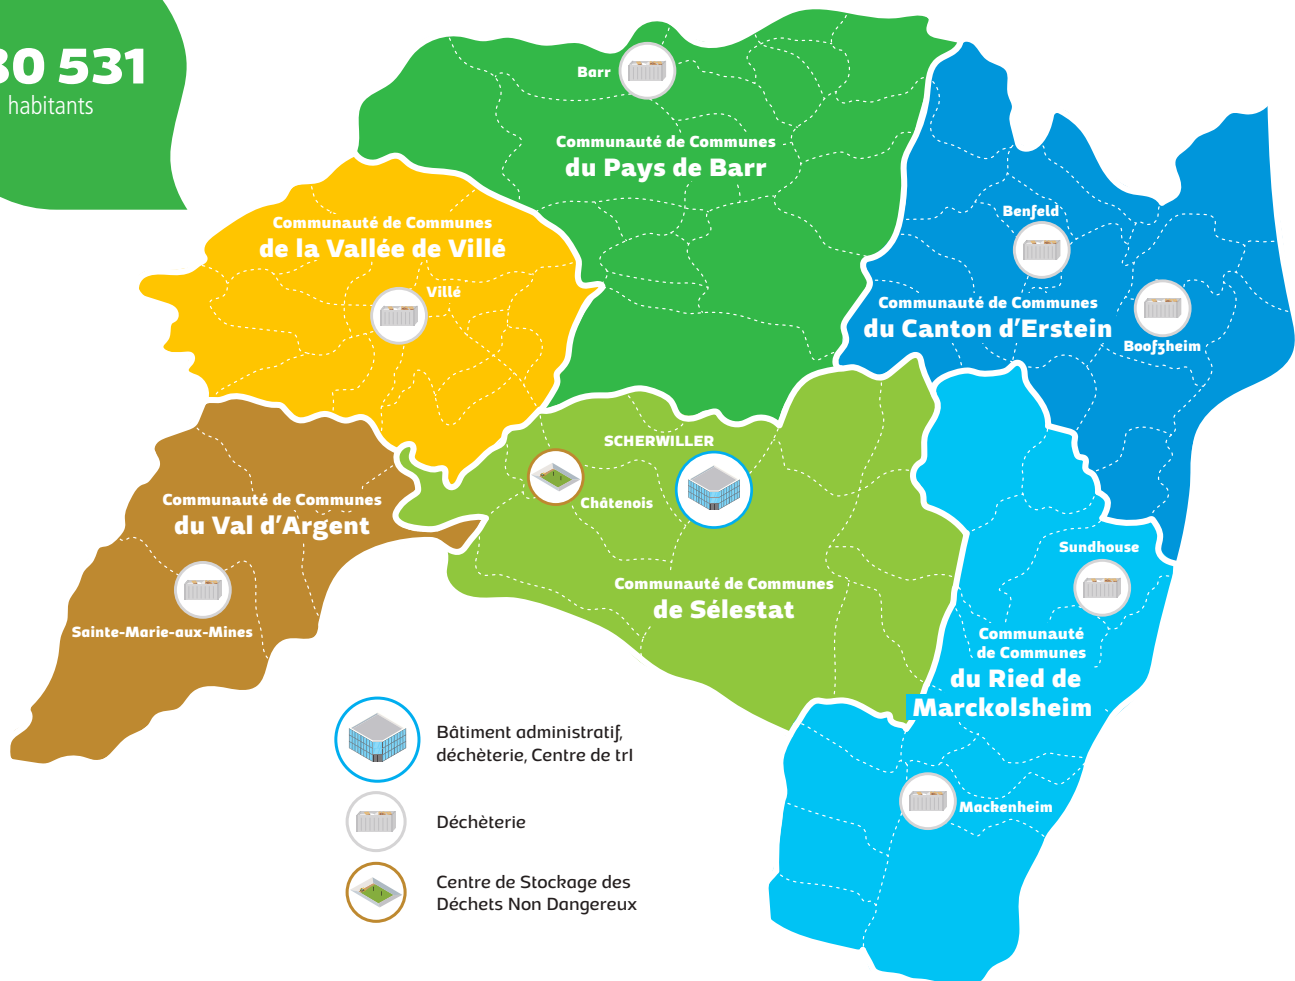 30 531
habitants
Barr
Communauté de Communes
du Pays de Barr
Communauté de Communes
de la Vallée de Villé
Villé
Benfeld
Communauté de Communes
du Canton d'Erstein
Boofzheim
SCHERWILLER
Châtenois
Communauté de Communes
du Val d'Argent
Sainte-Marie-aux-Mines
Communauté de Communes
de Sélestat
Sundhouse
Communauté
de Communes
du Ried de
Marckolsheim
Mackenheim
Bâtiment administratif,
déchèterie, Centre de trI
Déchèterie
Centre de Stockage des
Déchets Non Dangereux